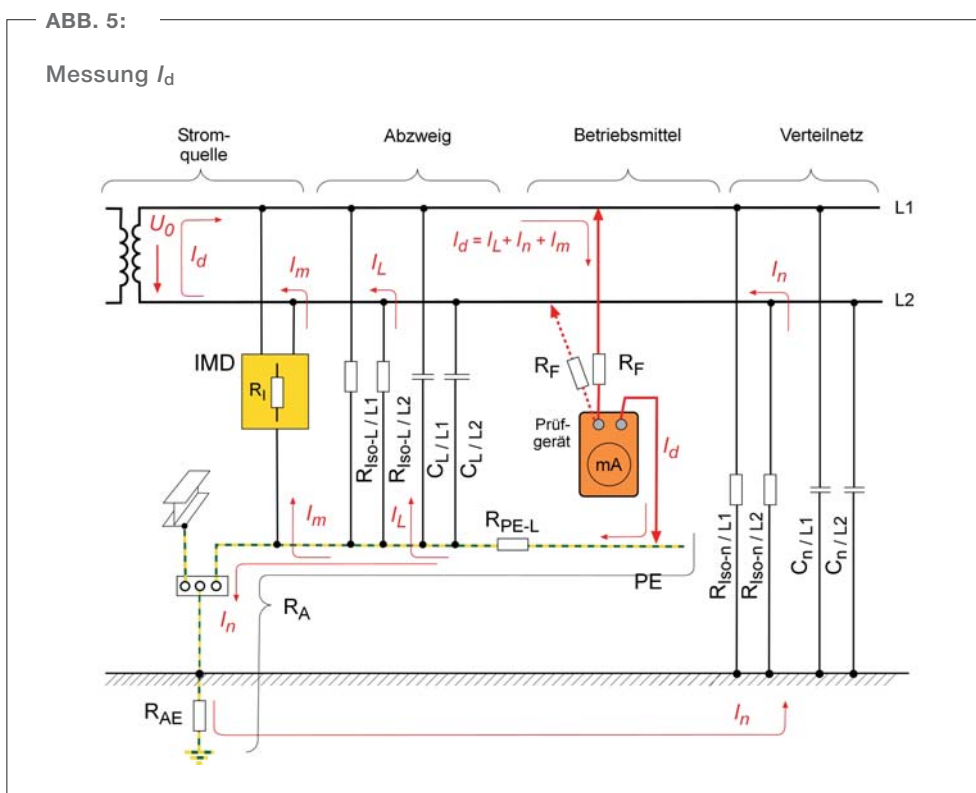 ABB. 5:
Messung Id
Strom-
quelle
Abzweig
Betriebsmittel
Verteilnetz
L1
U0
Id
Im
IL
Id = IL + In + Im
In
L2
IMD
RI
RIso-L / L1
RIso-L / L2
CL / L1
CL / L2
RF
RF
Prüf-
gerät
mA
Id
RIso-n / L1
RIso-n / L2
Cn / L1
Cn / L2
Im
IL
RPE-L
PE
In
RA
RAE
In